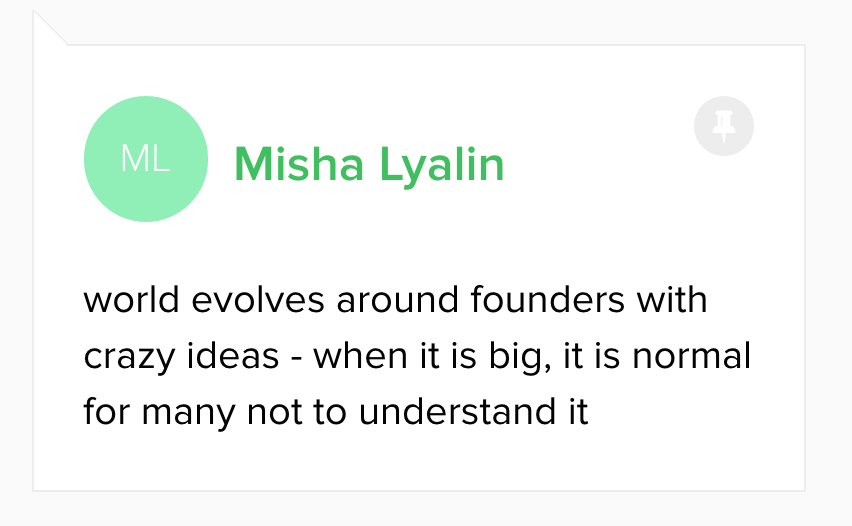 ML
Misha Lyalin
world evolves around founders with
crazy ideas - when it is big, it is normal
for many not to understand it